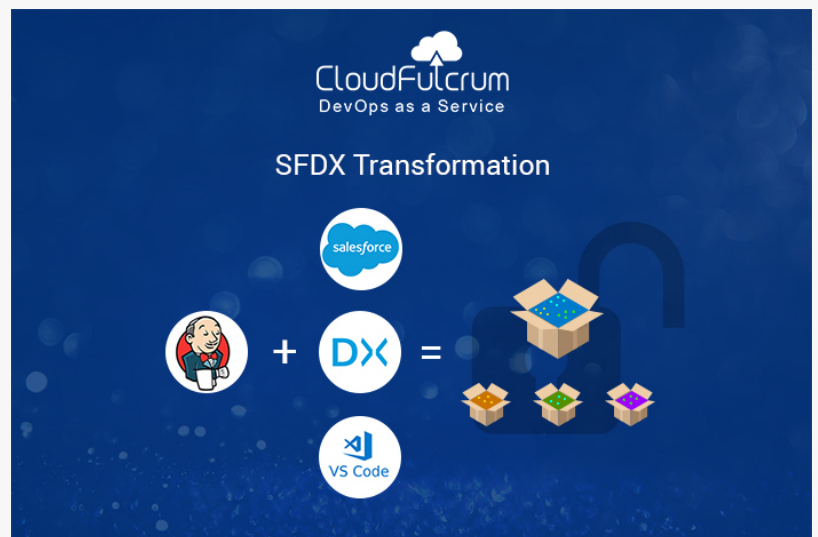 CloudFulcrum
DevOps as a Service
SFDX Transformation
salesforce
+ DX =
VS Code